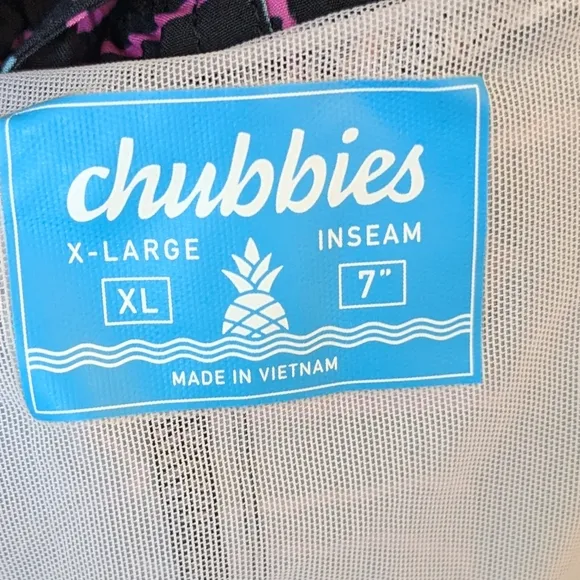 chubbies
X-LARGE INSEAM
XL 7"
MADE IN VIETNAM